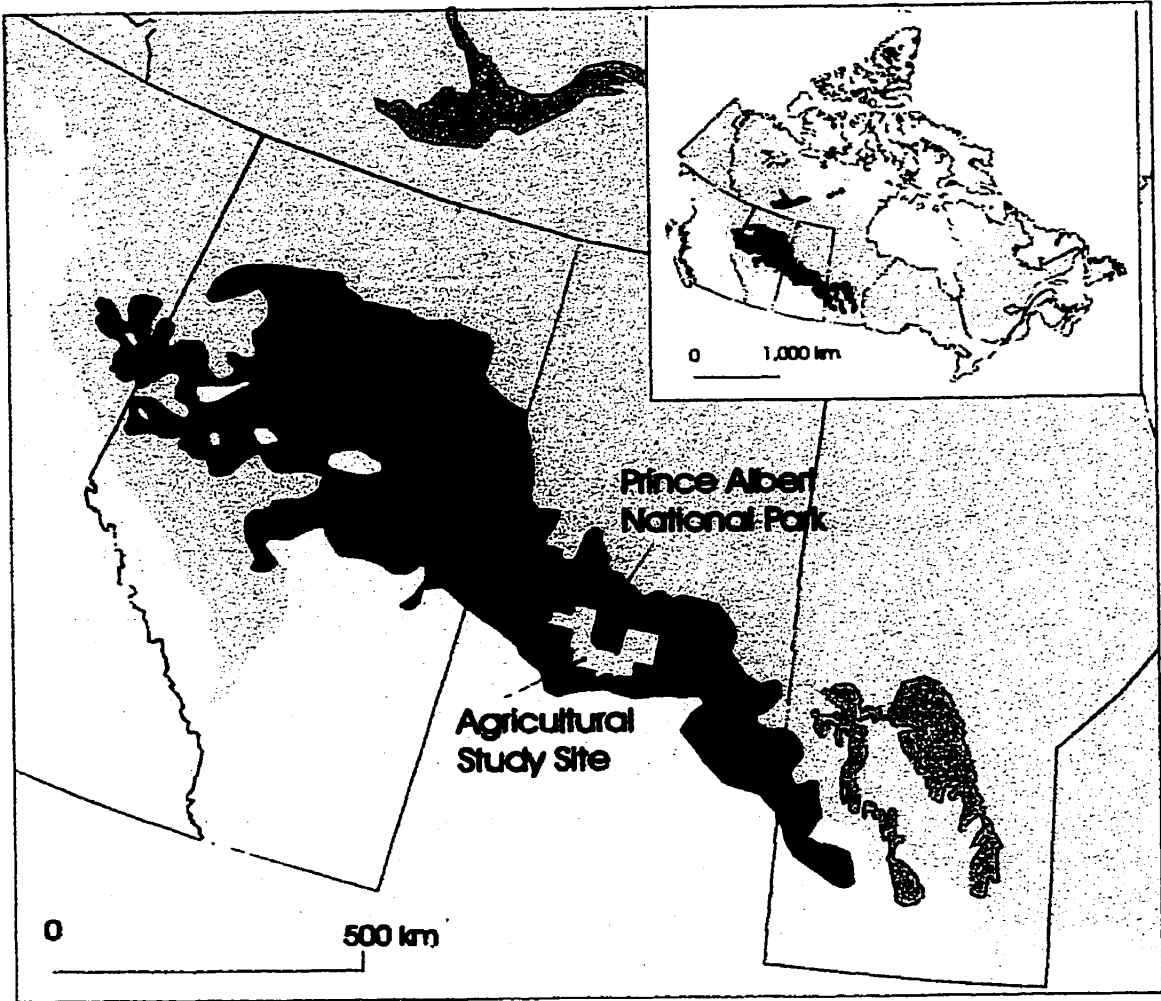 0 1,000 km
Prince Albert
National Park
Agricultural
Study Site
0 500 km